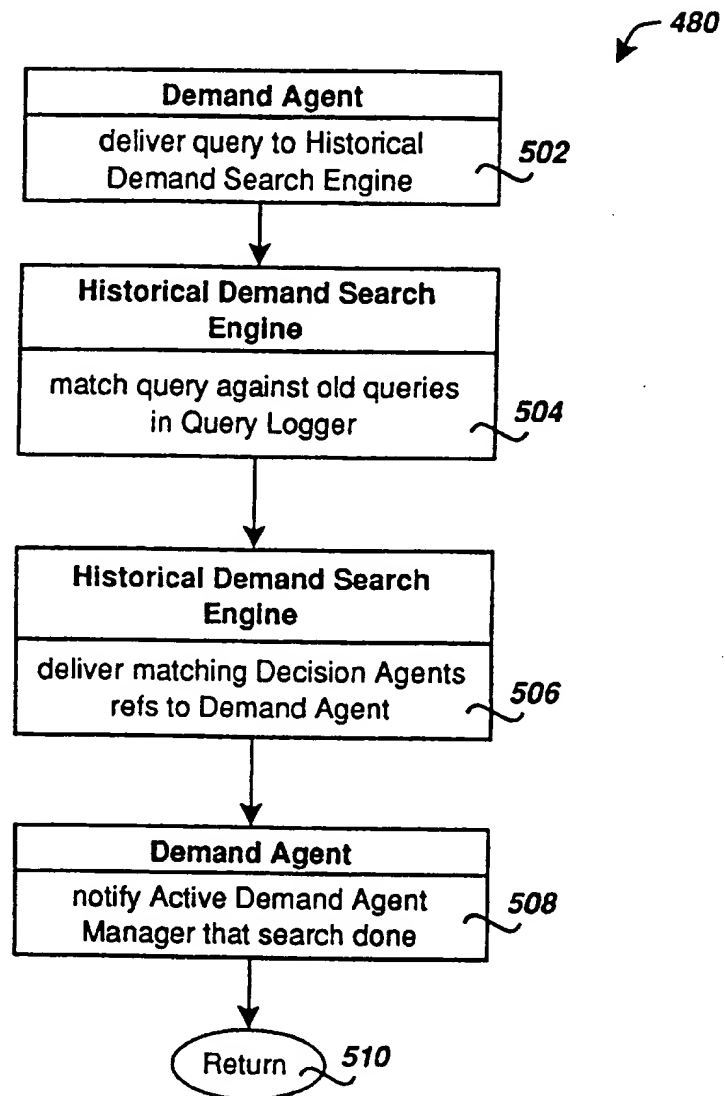 480
Demand Agent
deliver query to Historical
Demand Search Engine
502
Historical Demand Search
Engine
match query against old queries
in Query Logger
504
Historical Demand Search
Engine
deliver matching Decision Agents
refs to Demand Agent
506
Demand Agent
notify Active Demand Agent
Manager that search done
508
Return
510